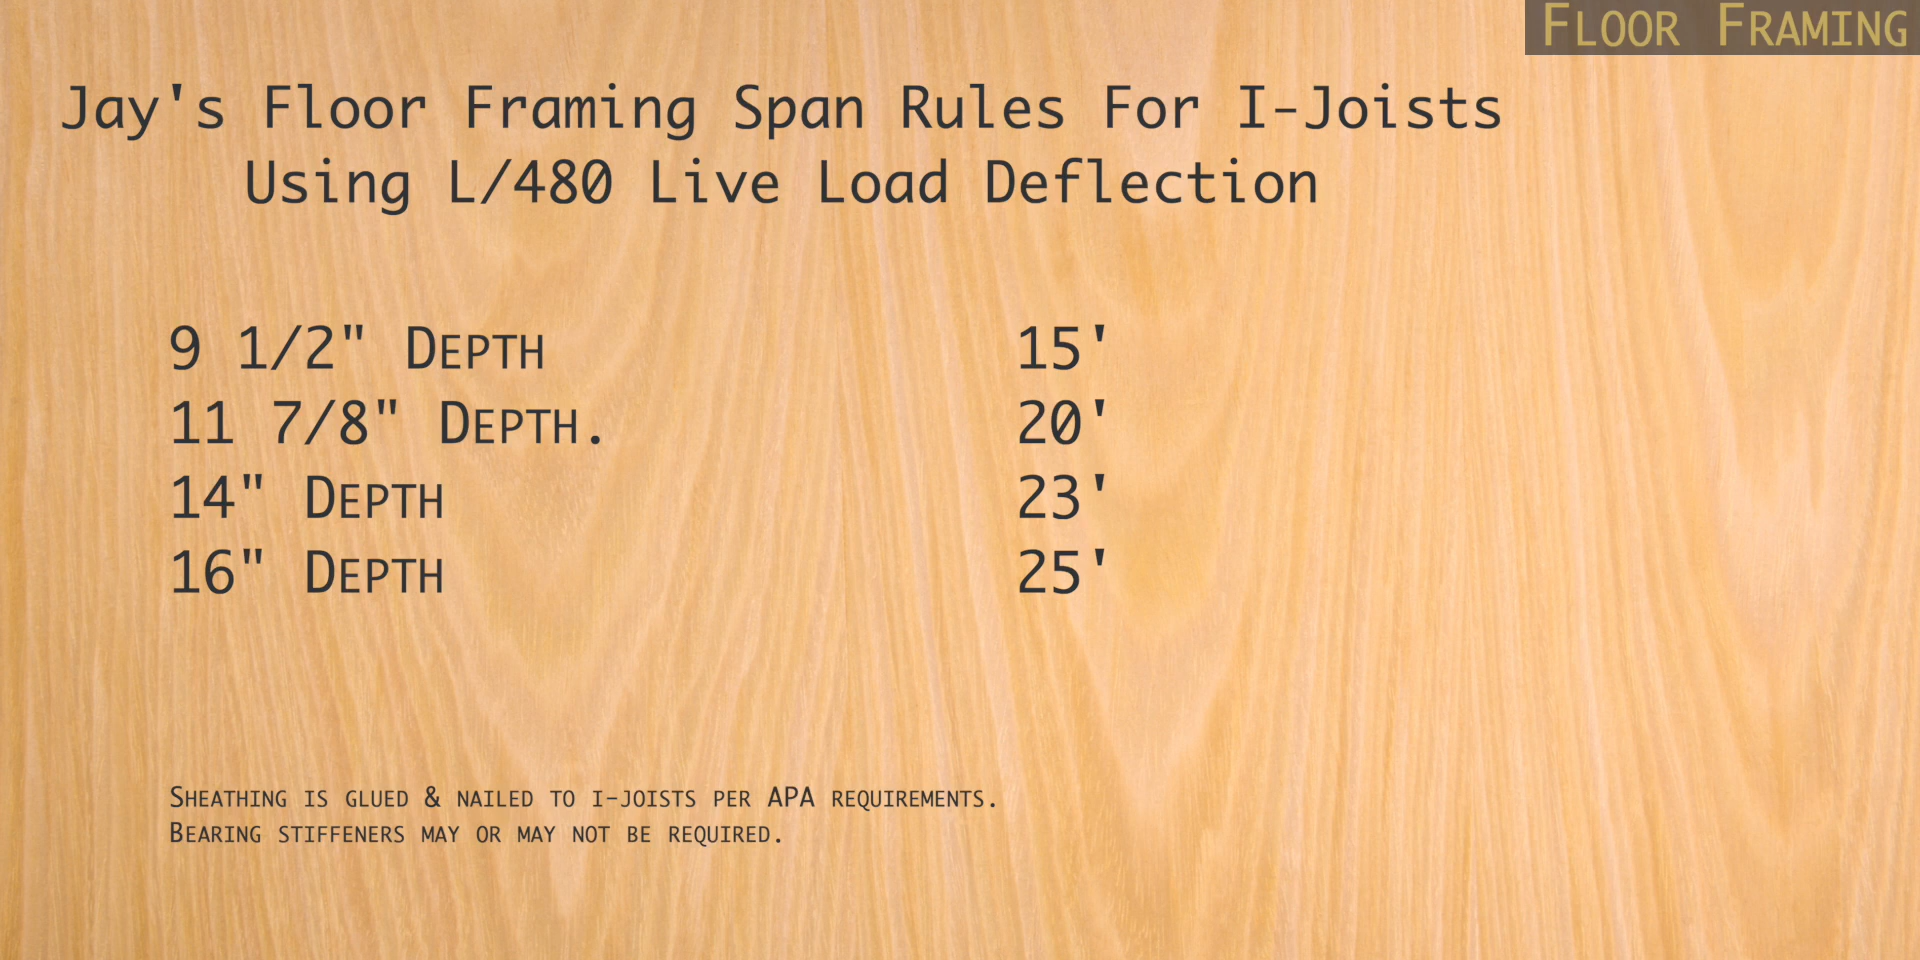 Floor Framing
Jay's Floor Framing Span Rules For I-Joists
Using L/480 Live Load Deflection
9 1/2" Depth 15'
11 7/8" Depth. 20'
14" Depth 23'
16" Depth 25'
Sheathing is glued & nailed to i-joists per APA requirements.
Bearing stiffeners may or may not be required.